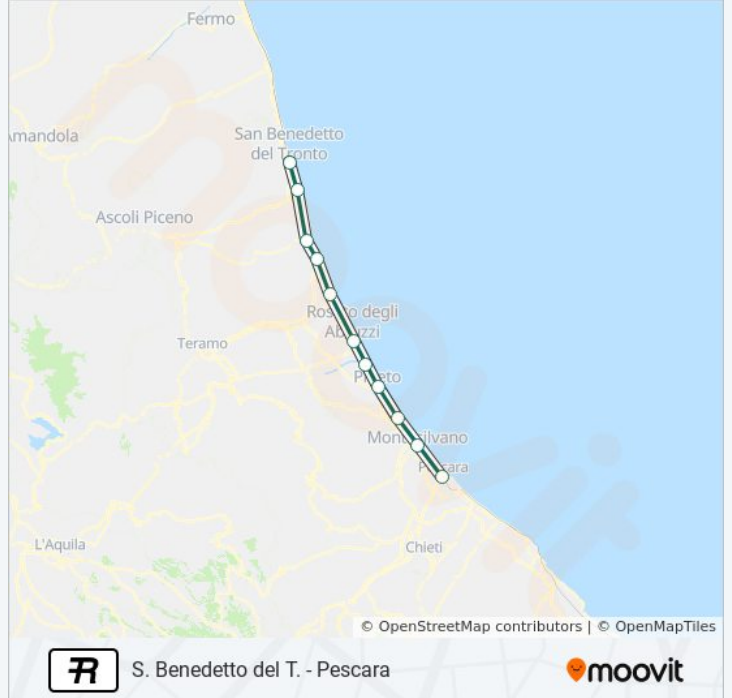 Fermo
Amandola
San Benedetto
del Tronto
Ascoli Piceno
Roseto degli
Abruzzi
Teramo
Pineto
Montesilvano
Pescara
L'Aquila
Chieti
© OpenStreetMap contributors | © OpenMapTiles
R S. Benedetto del T. - Pescara
moovit